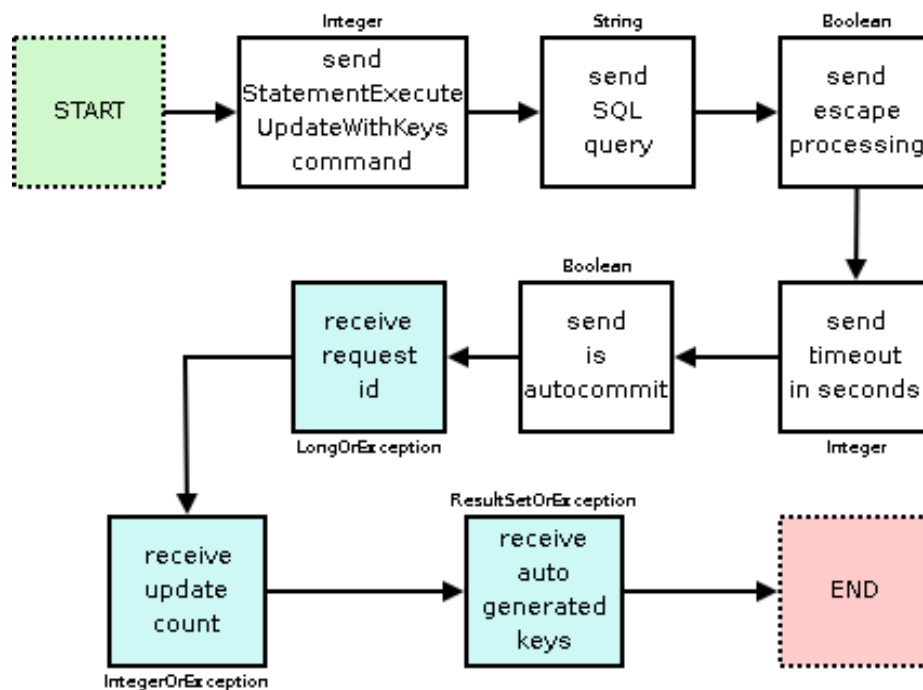 Integer
String
Boolean
START
send
StatementExecute
UpdateWithKeys
command
send
SQL
query
send
escape
processing
send
timeout
in seconds
Integer
Boolean
send
is
autocommit
receive
request
id
LongOrException
receive
update
count
IntegerOrException
ResultSetOrException
receive
auto
generated
keys
END